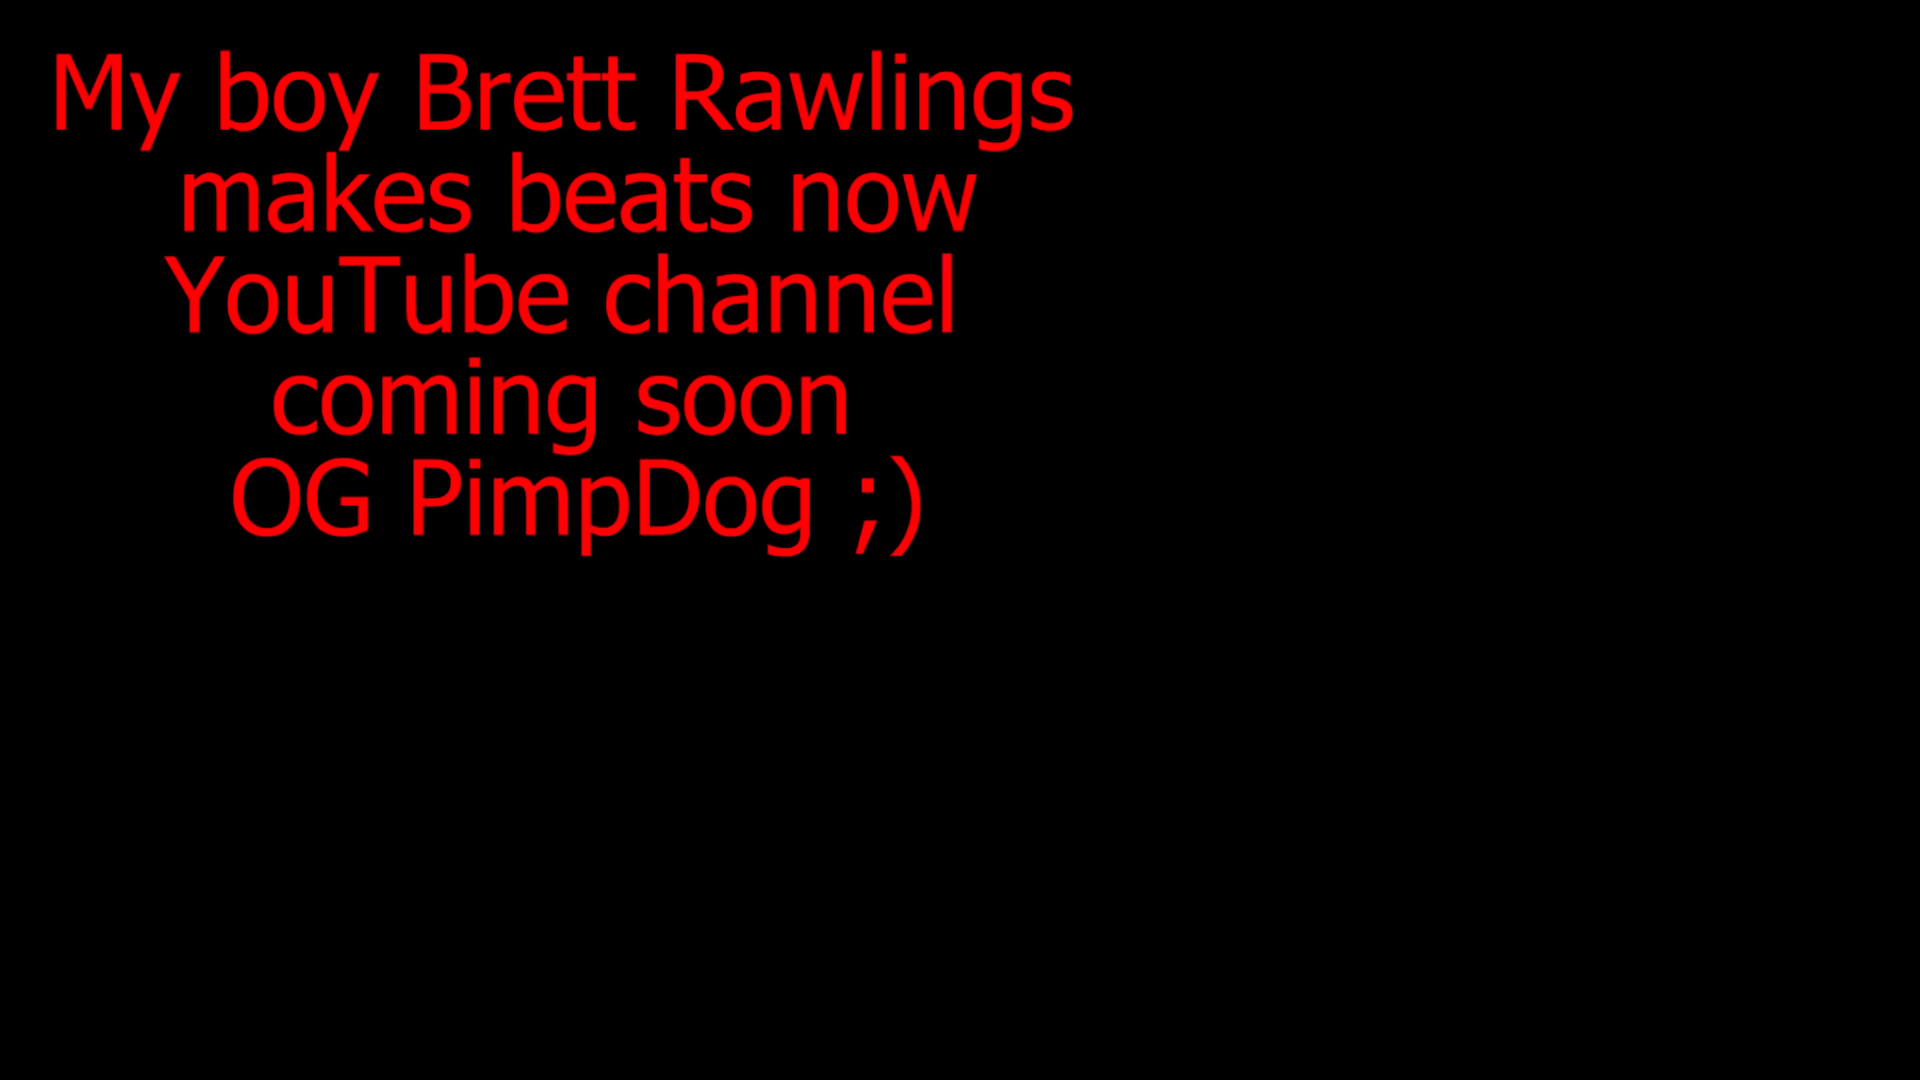 My boy Brett Rawlings
makes beats now
YouTube channel
coming soon
OG PimpDog ;)